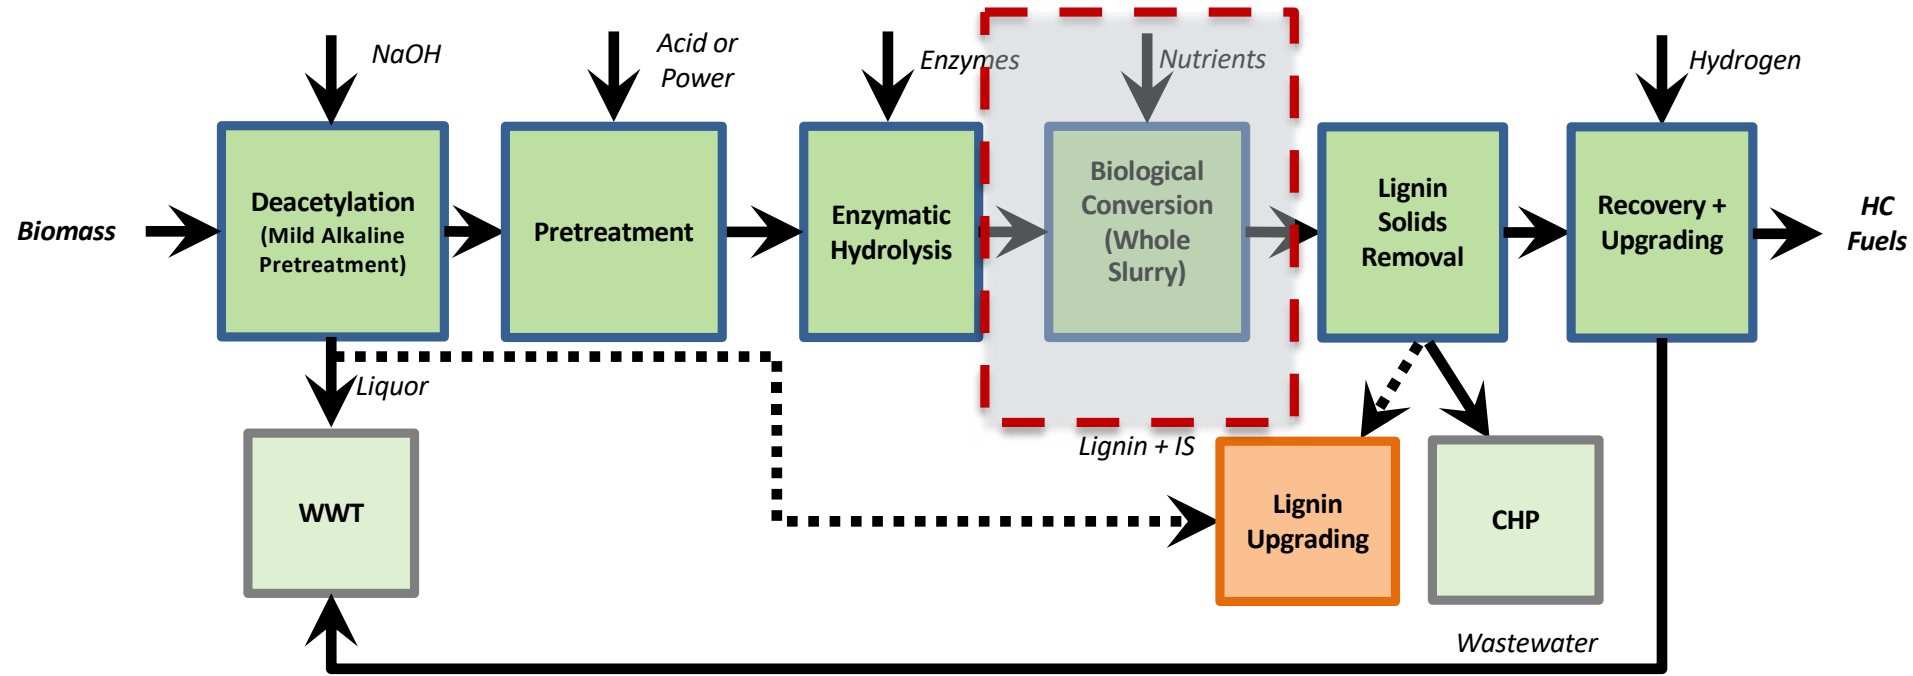 NaOH
Acid or
Power
Enzymes
Nutrients
Hydrogen
Biomass
Deacetylation
(Mild Alkaline
Pretreatment)
Pretreatment
Enzymatic
Hydrolysis
Biological
Conversion
(Whole
Slurry)
Lignin
Solids
Removal
Recovery +
Upgrading
HC
Fuels
Liquor
Lignin + IS
WWT
Lignin
Upgrading
CHP
Wastewater